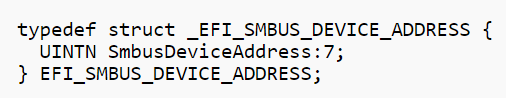 typedef struct _EFI_SMBUS_DEVICE_ADDRESS {
  UINTN SmbusDeviceAddress:7;
} EFI_SMBUS_DEVICE_ADDRESS;